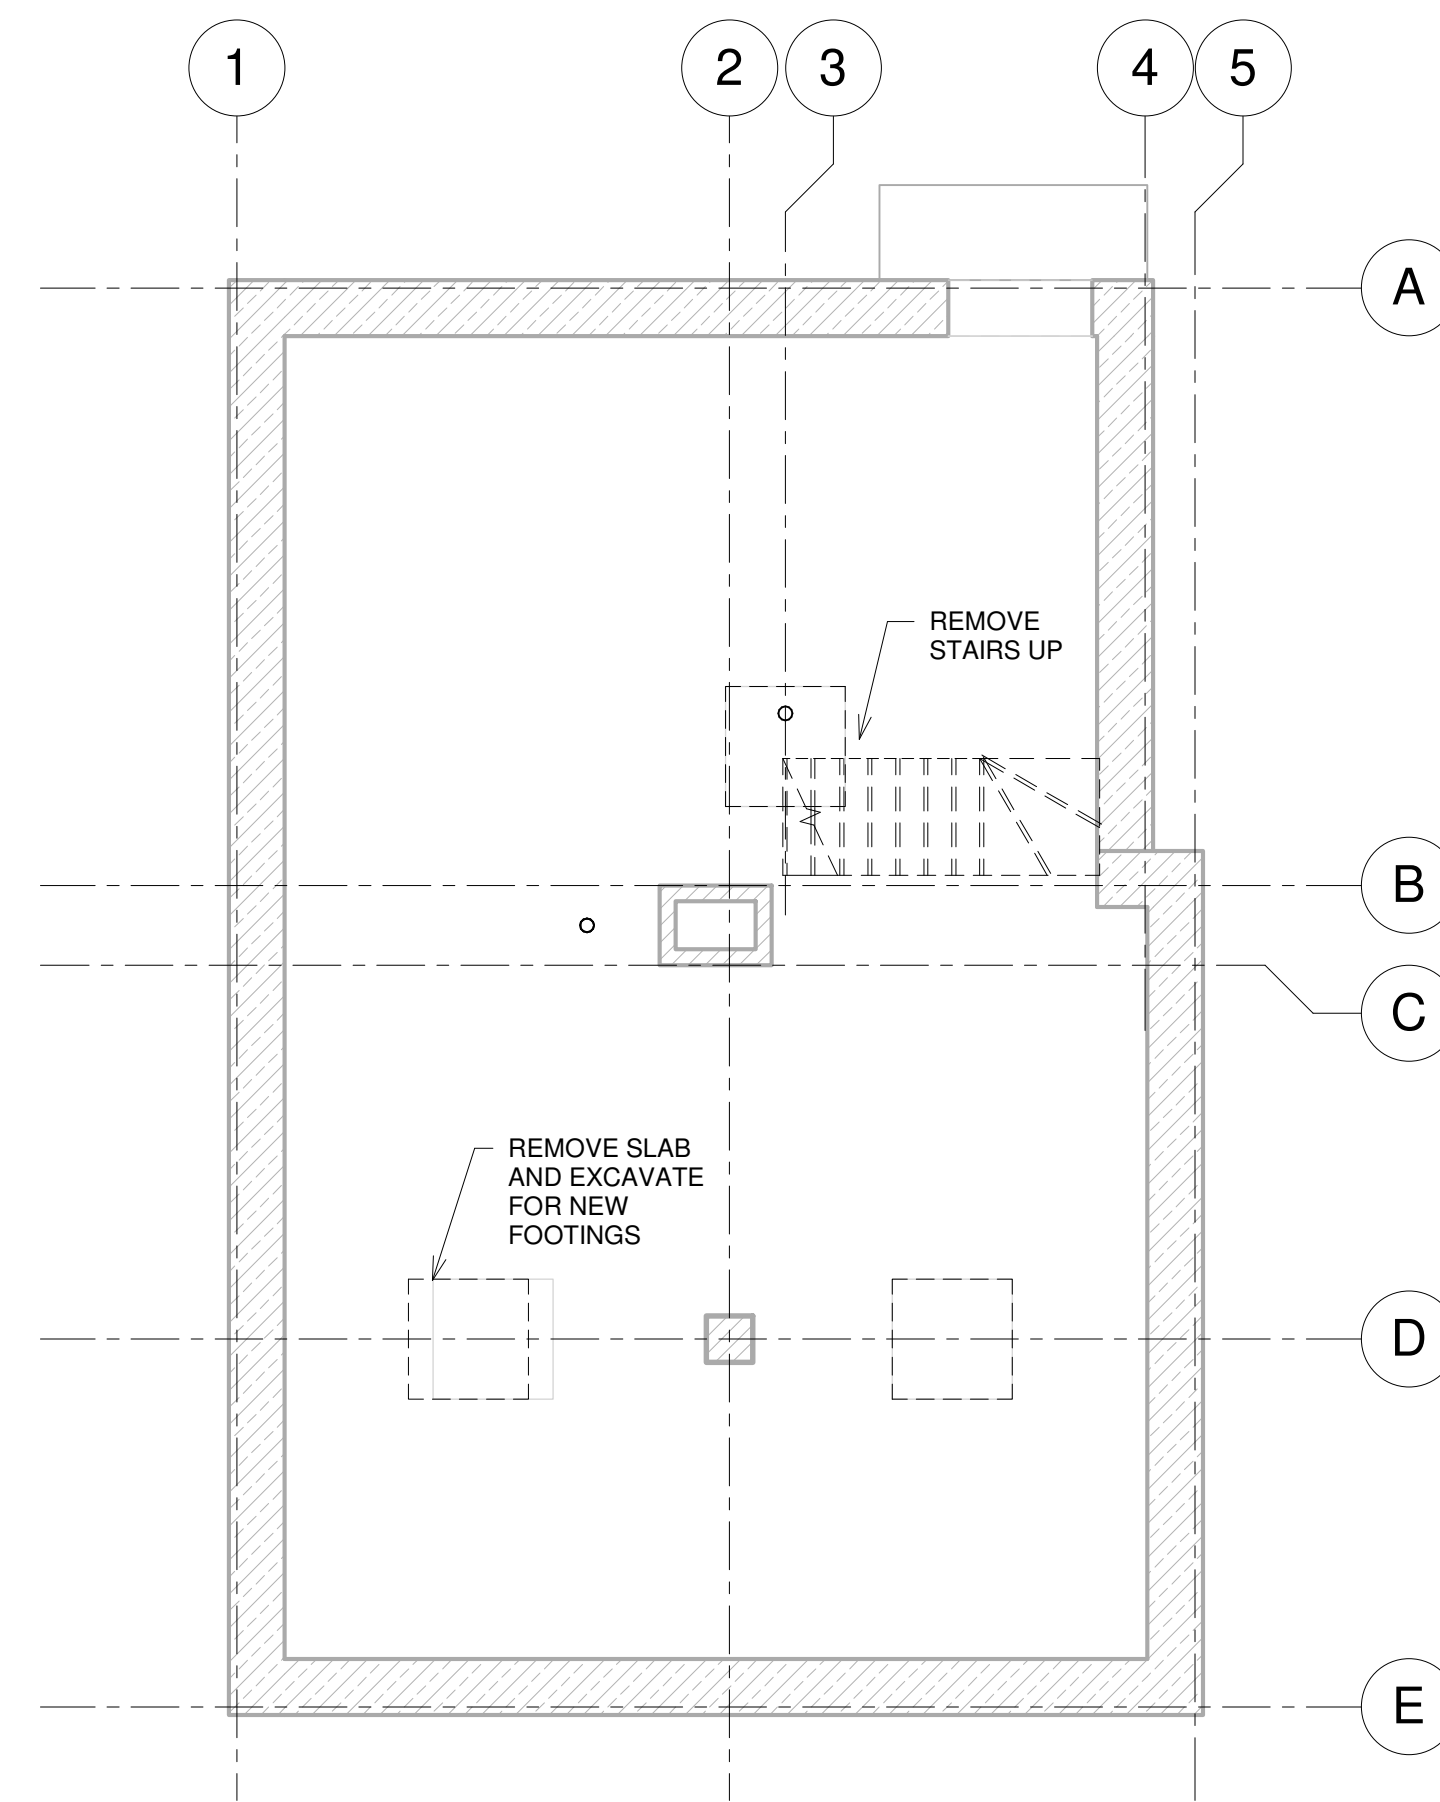 1
2
3
4
5
A
REMOVE
STAIRS UP
B
C
REMOVE SLAB
AND EXCAVATE
FOR NEW
FOOTINGS
D
E